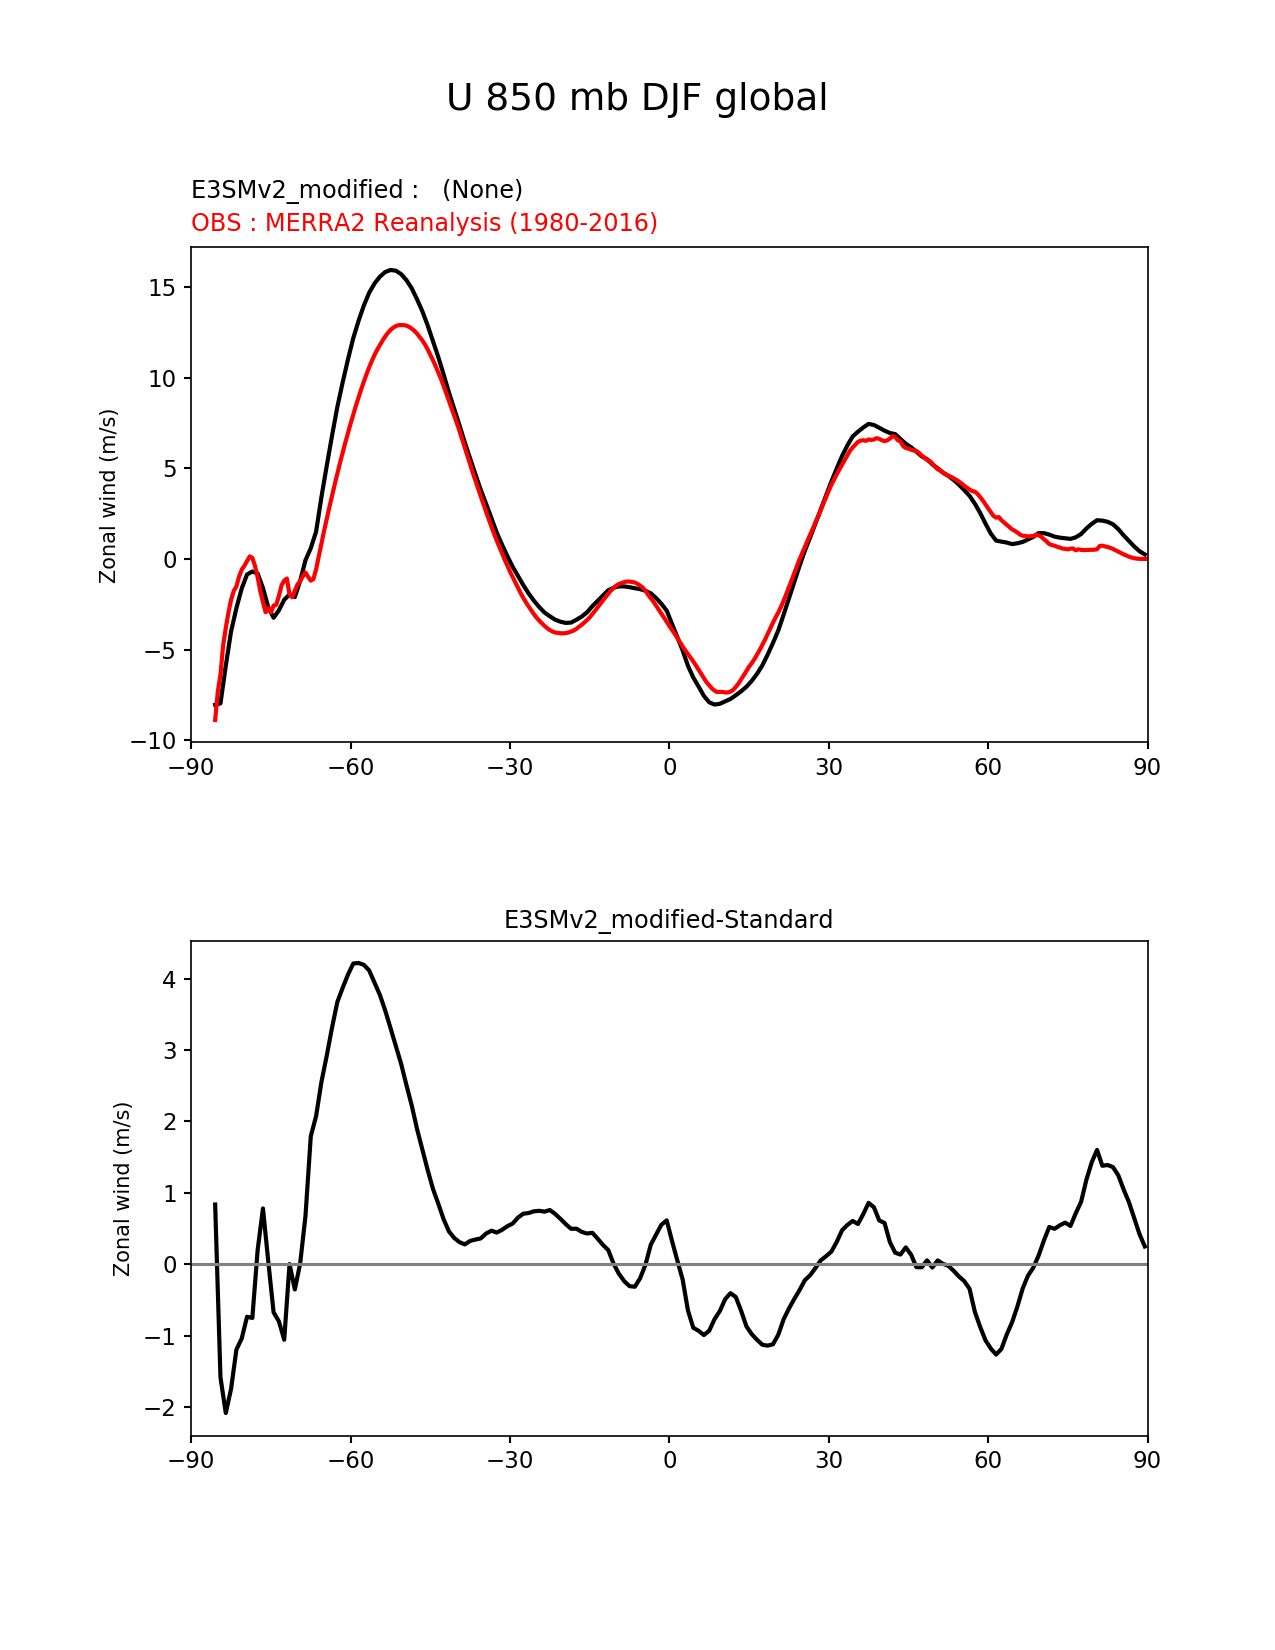 U 850 mb DJF global
E3SMv2_modified :   (None)
OBS : MERRA2 Reanalysis (1980-2016)
Zonal wind (m/s)
15
10
5
0
−5
−10
−90 −60 −30 0 30 60 90
E3SMv2_modified-Standard
Zonal wind (m/s)
4
3
2
1
0
−1
−2
−90 −60 −30 0 30 60 90